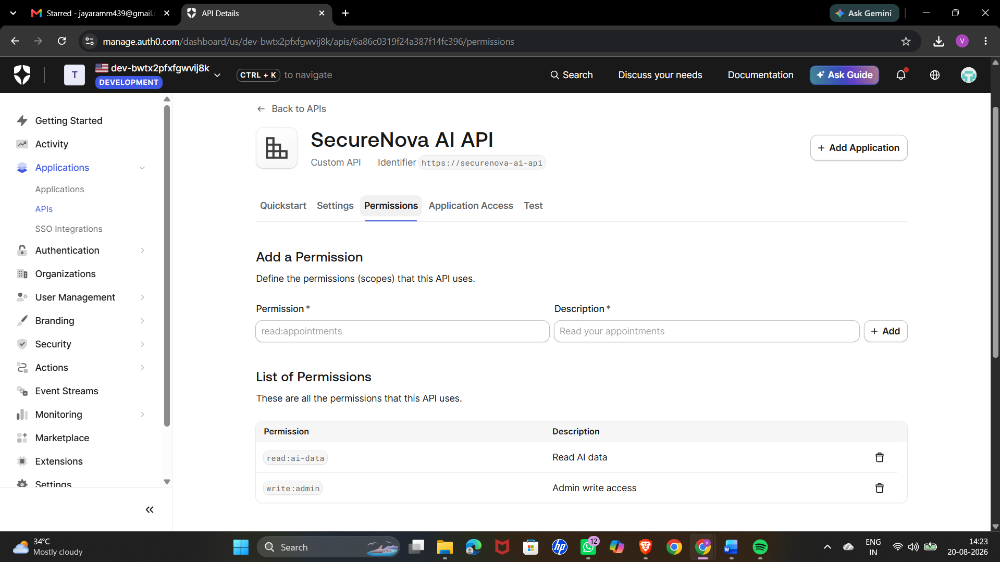 Starred - jayaramm439@gmail.c
API Details
Ask Gemini
manage.auth0.com/dashboard/us/dev-bwtx2pfxfgwvij8k/apis/6a86c0319f24a387f14fc396/permissions
V
T
dev-bwtx2pfxfgwvij8k
DEVELOPMENT
CTRL + K to navigate
Search
Discuss your needs
Documentation
Ask Guide
Getting Started
Activity
Applications
Applications
APIs
SSO Integrations
Authentication
Organizations
User Management
Branding
Security
Actions
Event Streams
Monitoring
Marketplace
Extensions
Settings
Back to APIs
SecureNova AI API
Custom API
Identifier https://securenova-ai-api
+ Add Application
Quickstart
Settings
Permissions
Application Access
Test
Add a Permission
Define the permissions (scopes) that this API uses.
Permission *
Description *
read:appointments
Read your appointments
+ Add
List of Permissions
These are all the permissions that this API uses.
Permission
Description
read:ai-data
Read AI data
write:admin
Admin write access
34°C
Mostly cloudy
Search
hp
12
V
W
ENG
IN
14:23
20-08-2026